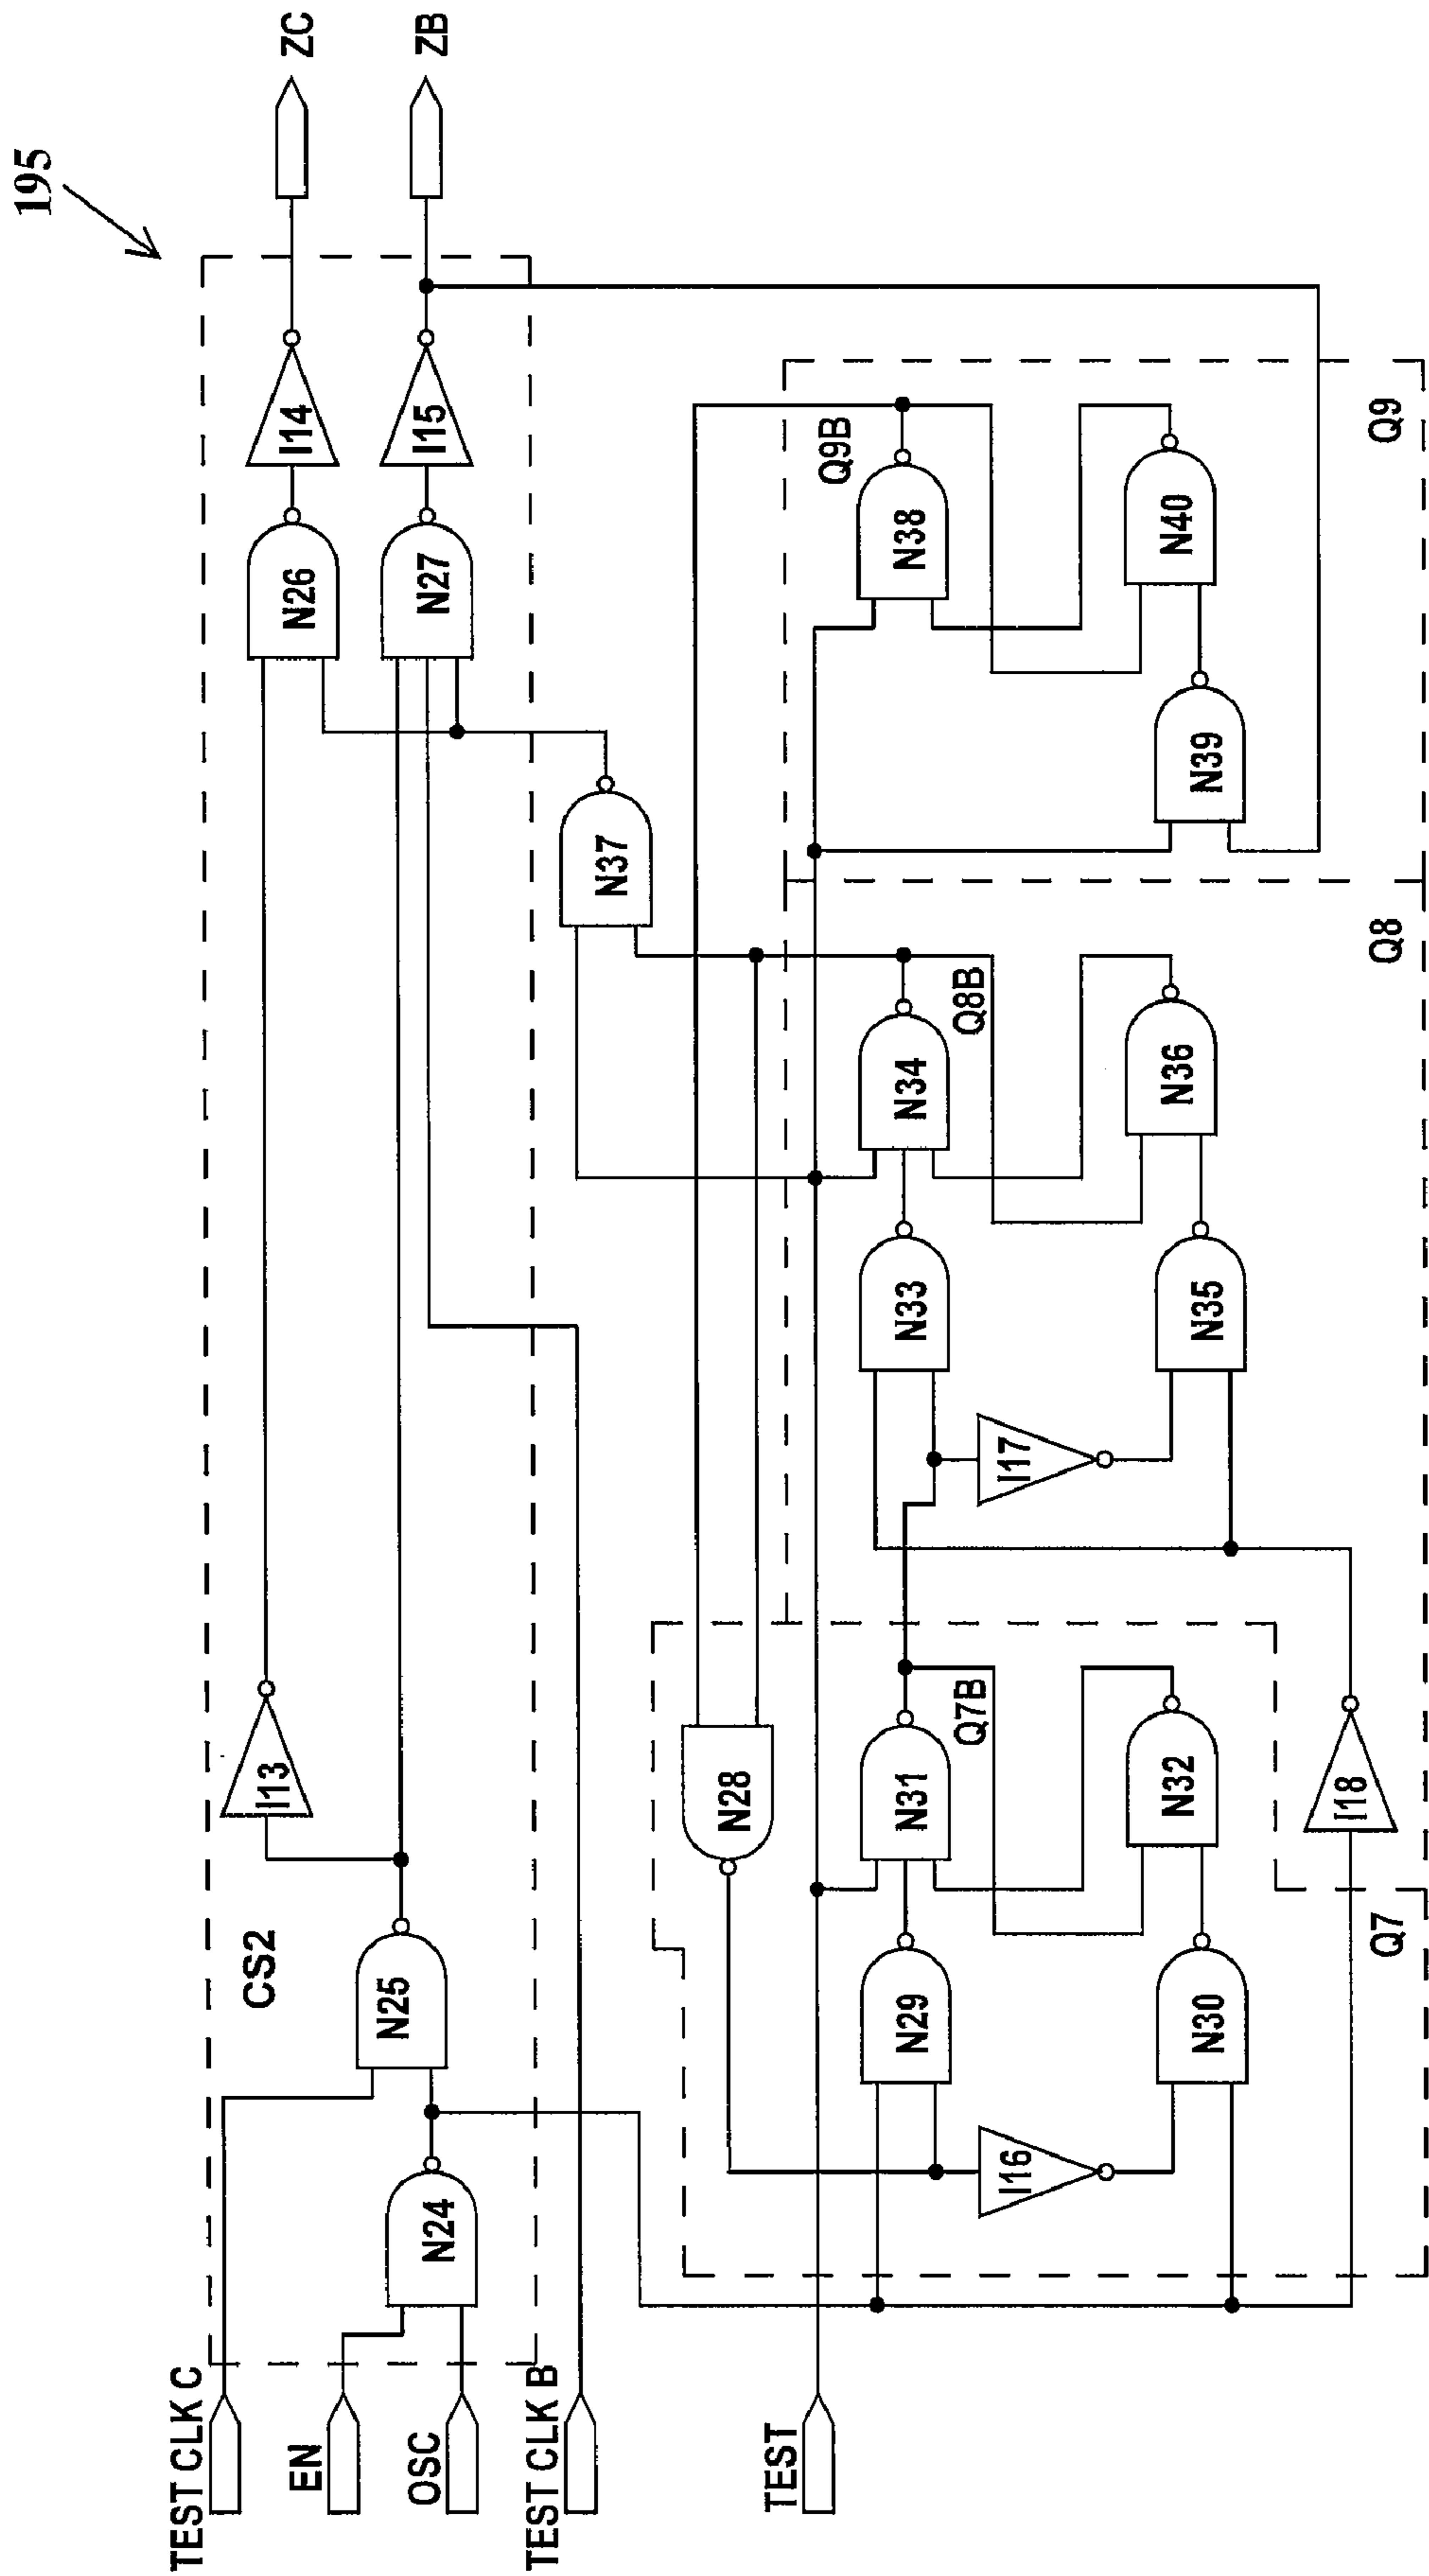 195
TEST CLK C
EN
OSC
TEST CLK B
TEST
CS2
N24
N25
I13
N26
N27
I14
I15
ZC
ZB
N37
N28
I16
N29
N30
N31
N32
Q7B
Q7
I18
I17
N33
N35
N34
N36
Q8B
Q8
N39
N38
N40
Q9B
Q9